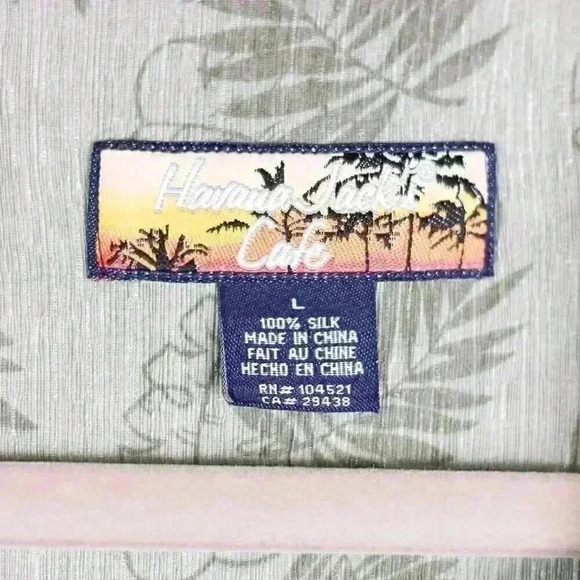 Havana Jack's®
Cafe
L
100% SILK
MADE IN CHINA
FAIT AU CHINE
HECHO EN CHINA
RN# 104521
CA# 29438